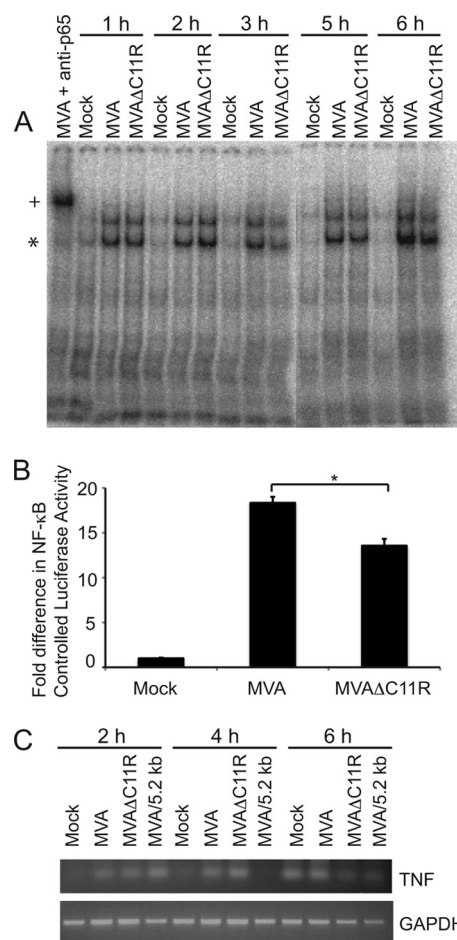 1 h 2 h 3 h 5 h 6 h
MVA + anti-p65 Mock MVA MVAΔC11R Mock MVA MVAΔC11R Mock MVA MVAΔC11R Mock MVA MVAΔC11R Mock MVA MVAΔC11R
A
+
*
B
Fold difference in NF-κB
Controlled Luciferase Activity
20
15
10
5
0
*
Mock MVA MVAΔC11R
C
2 h 4 h 6 h
Mock MVA MVAΔC11R MVA/5.2 kb Mock MVA MVAΔC11R MVA/5.2 kb Mock MVA MVAΔC11R MVA/5.2 kb
TNF
GAPDH